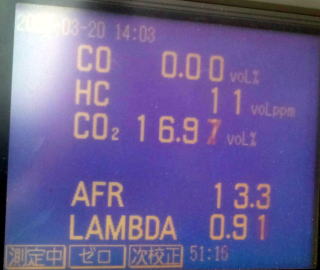 -03-20 14:03
CO 0.00 vol%
HC 11 volppm
CO₂ 16.97 vol%
AFR 13.3
LAMBDA 0.91
測定中 ゼロ 次校正 51:16